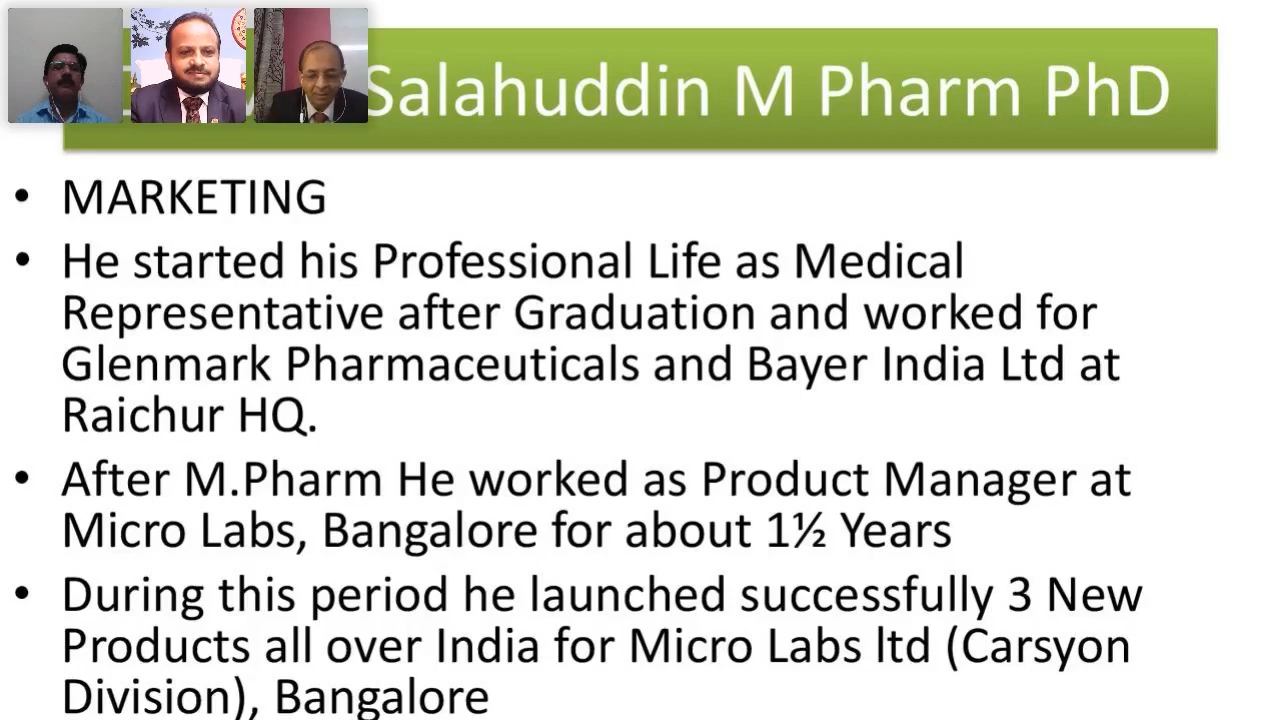 Salahuddin M Pharm PhD
• MARKETING
• He started his Professional Life as Medical
Representative after Graduation and worked for
Glenmark Pharmaceuticals and Bayer India Ltd at
Raichur HQ.
• After M.Pharm He worked as Product Manager at
Micro Labs, Bangalore for about 1½ Years
• During this period he launched successfully 3 New
Products all over India for Micro Labs ltd (Carsyon
Division), Bangalore